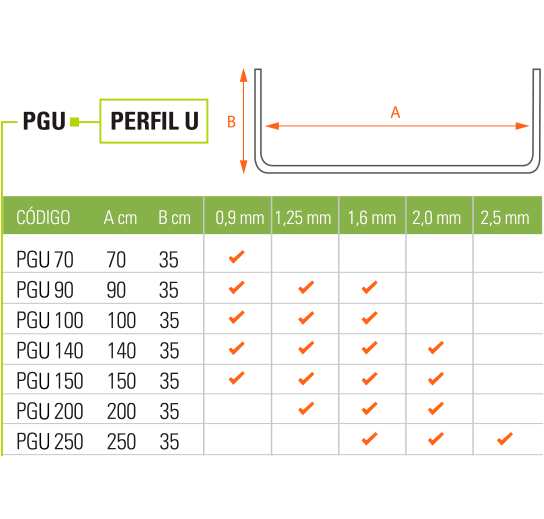 PGU PERFIL U
B
A
CÓDIGO A cm B cm 0,9 mm 1,25 mm 1,6 mm 2,0 mm 2,5 mm
PGU 70 70 35 ✓
PGU 90 90 35 ✓ ✓ ✓
PGU 100 100 35 ✓ ✓ ✓
PGU 140 140 35 ✓ ✓ ✓ ✓
PGU 150 150 35 ✓ ✓ ✓ ✓
PGU 200 200 35 ✓ ✓ ✓
PGU 250 250 35 ✓ ✓ ✓